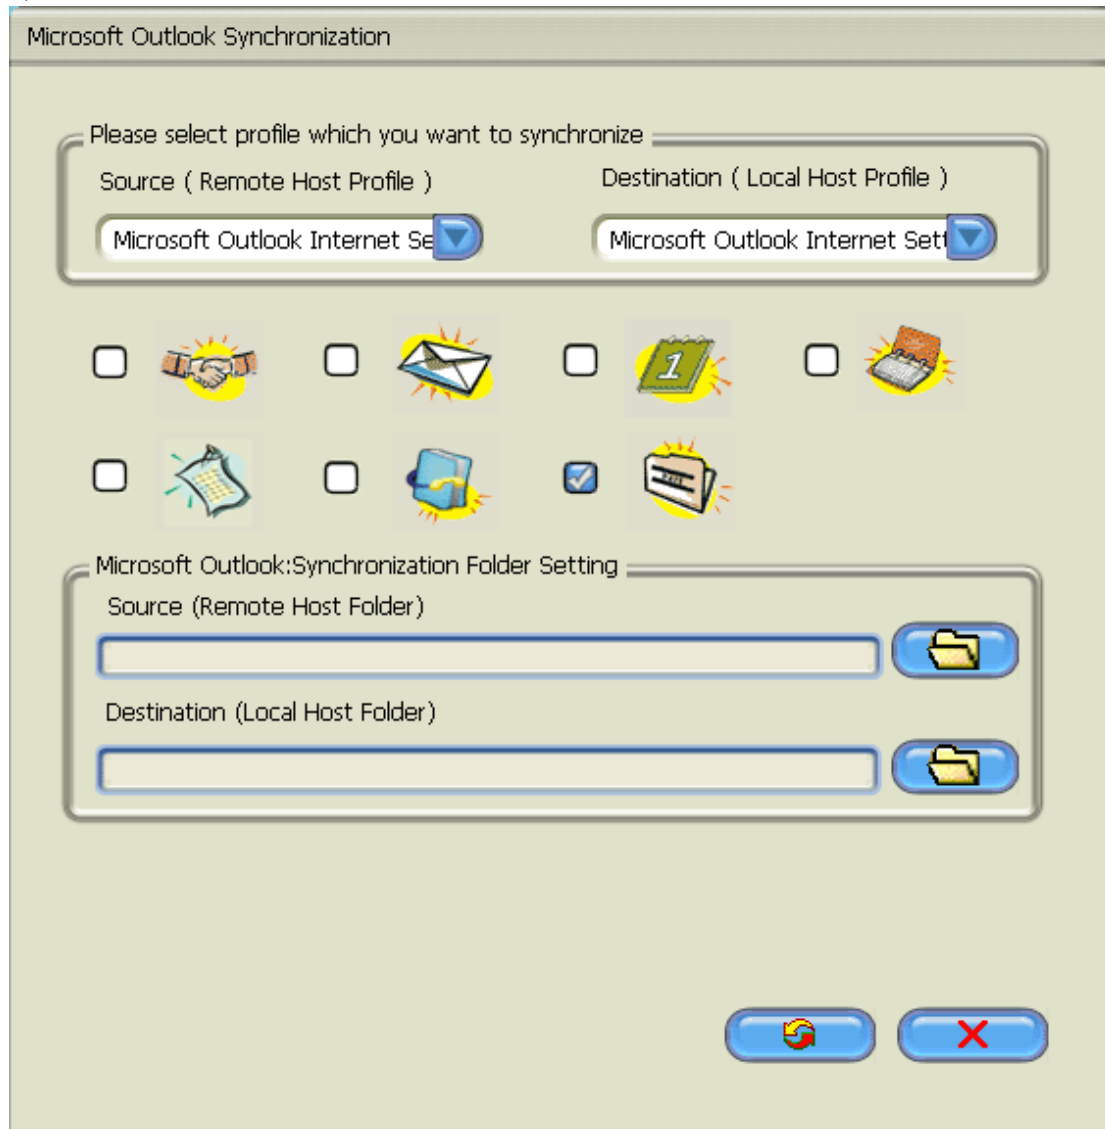 Microsoft Outlook Synchronization
Please select profile which you want to synchronize
Source ( Remote Host Profile )
Destination ( Local Host Profile )
Microsoft Outlook Internet Se
Microsoft Outlook Internet Sett
1
Microsoft Outlook:Synchronization Folder Setting
Source (Remote Host Folder)
Destination (Local Host Folder)